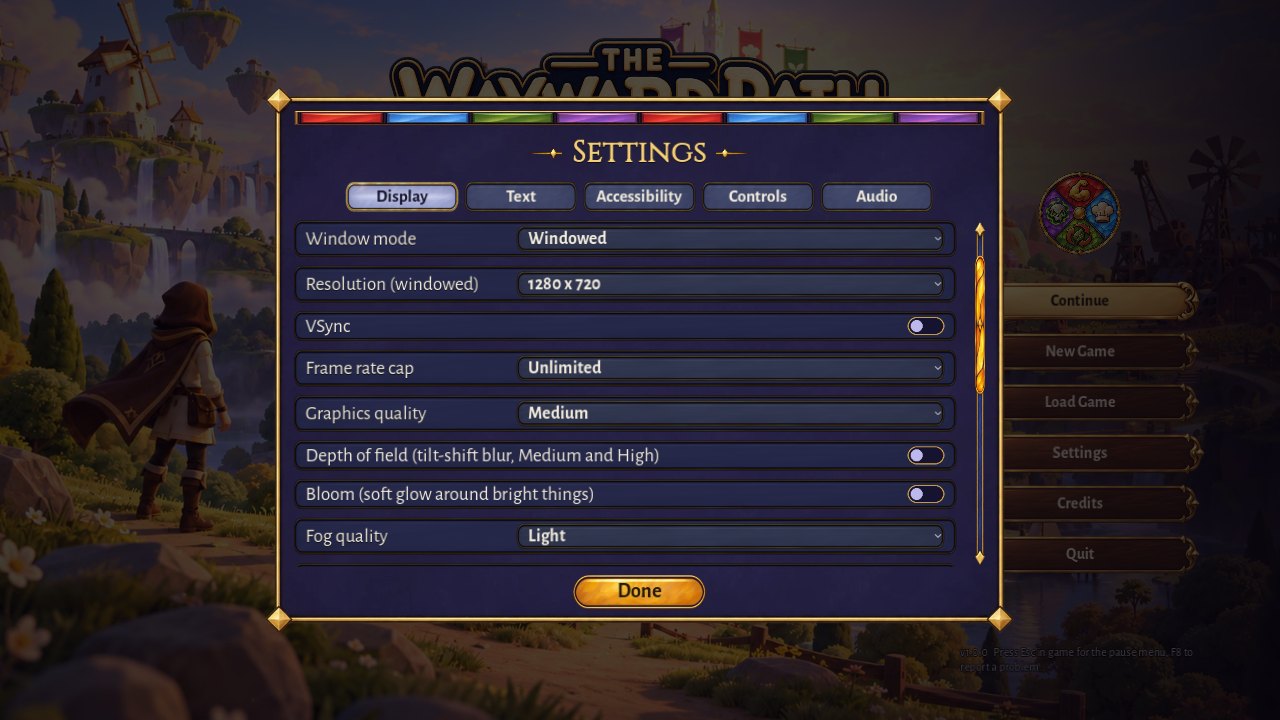 THE
WAYWARD PATH
SETTINGS
Display Text Accessibility Controls Audio
Window mode Windowed
Resolution (windowed) 1280 x 720
VSync
Frame rate cap Unlimited
Graphics quality Medium
Depth of field (tilt-shift blur, Medium and High)
Bloom (soft glow around bright things)
Fog quality Light
Done
Continue
New Game
Load Game
Settings
Credits
Quit
Press Esc in game for the pause menu, F8 to
report a problem.